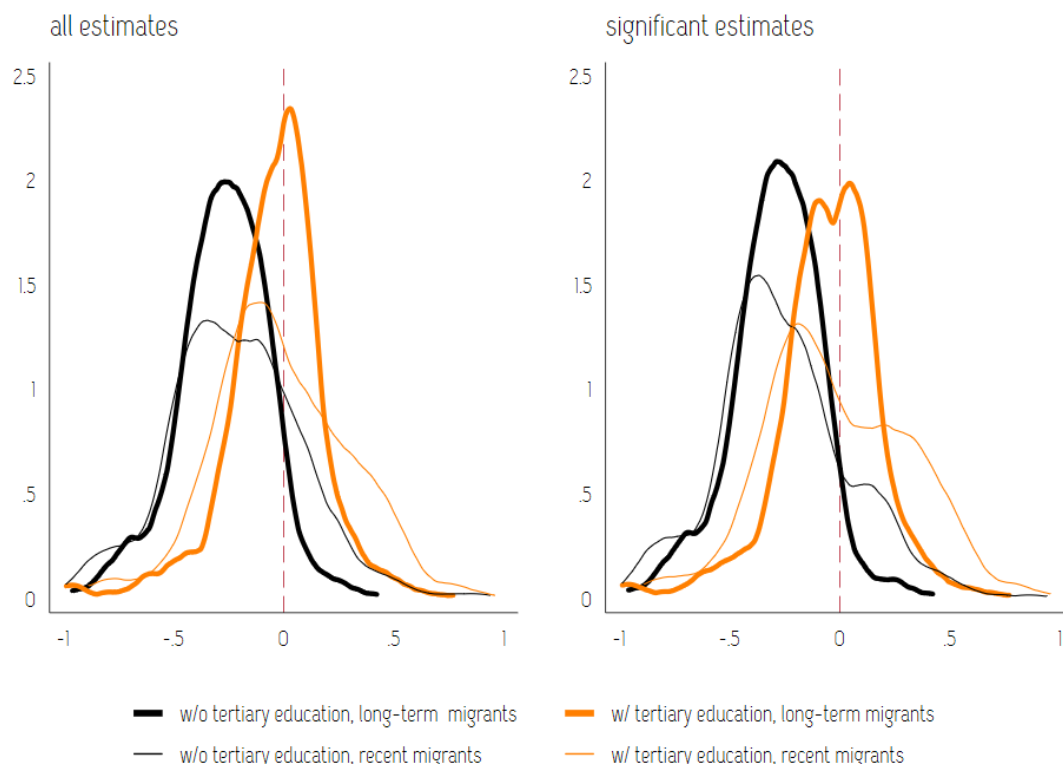 all estimates
2.5
2
1.5
1
.5
0
-1 -.5 0 .5 1
significant estimates
2.5
2
1.5
1
.5
0
-1 -.5 0 .5 1
w/o tertiary education, long-term migrants
w/ tertiary education, long-term migrants
w/o tertiary education, recent migrants
w/ tertiary education, recent migrants